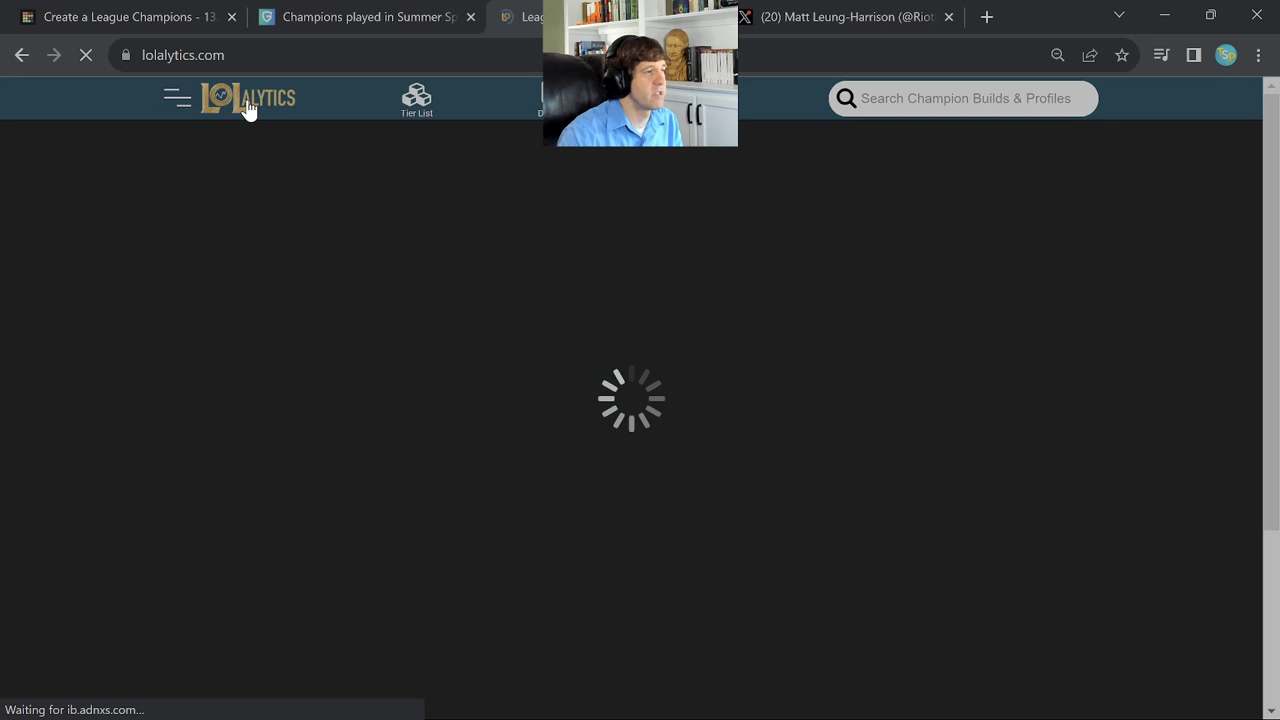 Create a League Champions - 13
Champions played in Summer
Leag
(20) Matt Leung-Harrison (@Riot
lolalytics.com
LOLALYTICS
Tier List
D
Search Champion Builds & Profiles
Waiting for ib.adnxs.com...